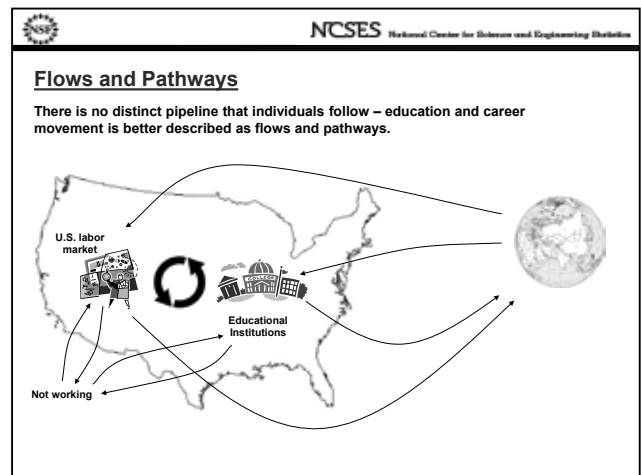 NSF
NCSES National Center for Science and Engineering Statistics
Flows and Pathways
There is no distinct pipeline that individuals follow – education and career
movement is better described as flows and pathways.
U.S. labor
market
COLLEGE
Educational
Institutions
Not working